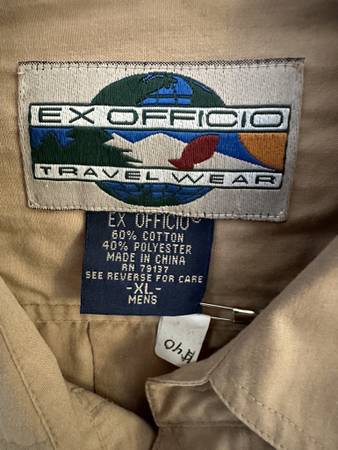 EX OFFICIO
TRAVEL WEAR
EX OFFICIO®
60% COTTON
40% POLYESTER
MADE IN CHINA
RN 79137
SEE REVERSE FOR CARE
-XL-
MENS
#40